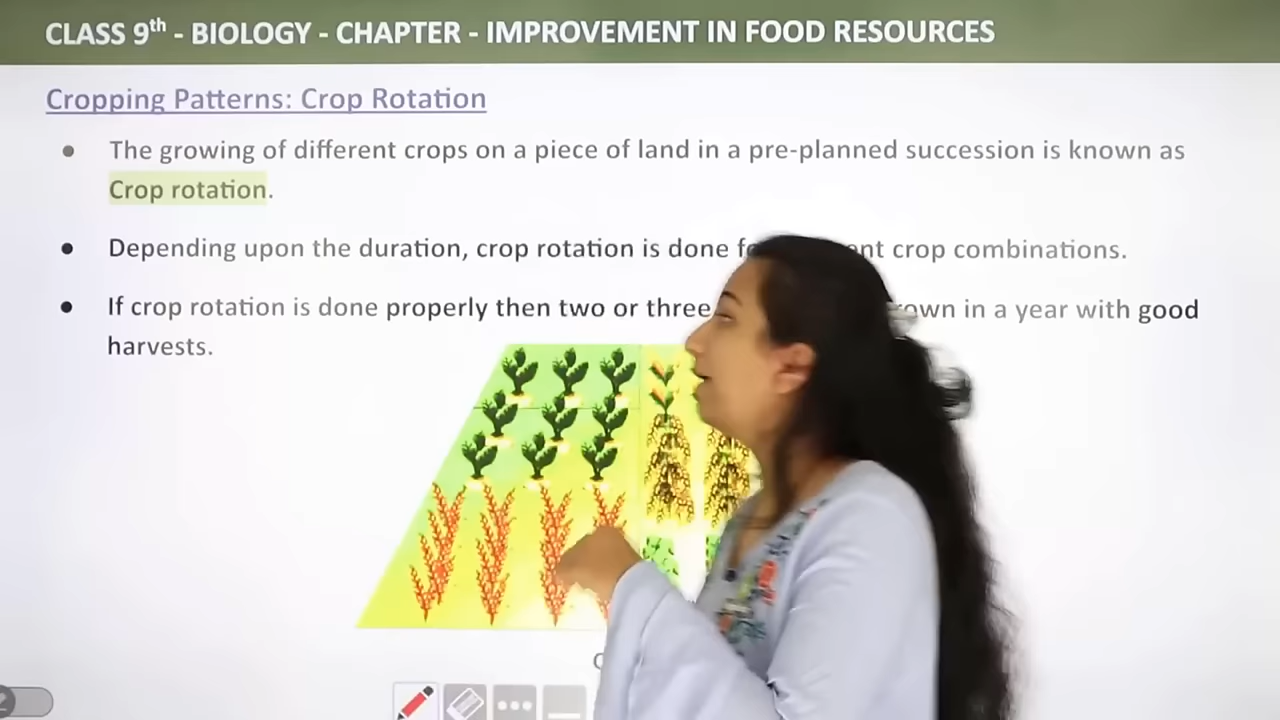 CLASS 9th - BIOLOGY - CHAPTER - IMPROVEMENT IN FOOD RESOURCES
Cropping Patterns: Crop Rotation
● The growing of different crops on a piece of land in a pre-planned succession is known as
Crop rotation.
● Depending upon the duration, crop rotation is done crop combinations.
● If crop rotation is done properly then two or three in a year with good
harvests.